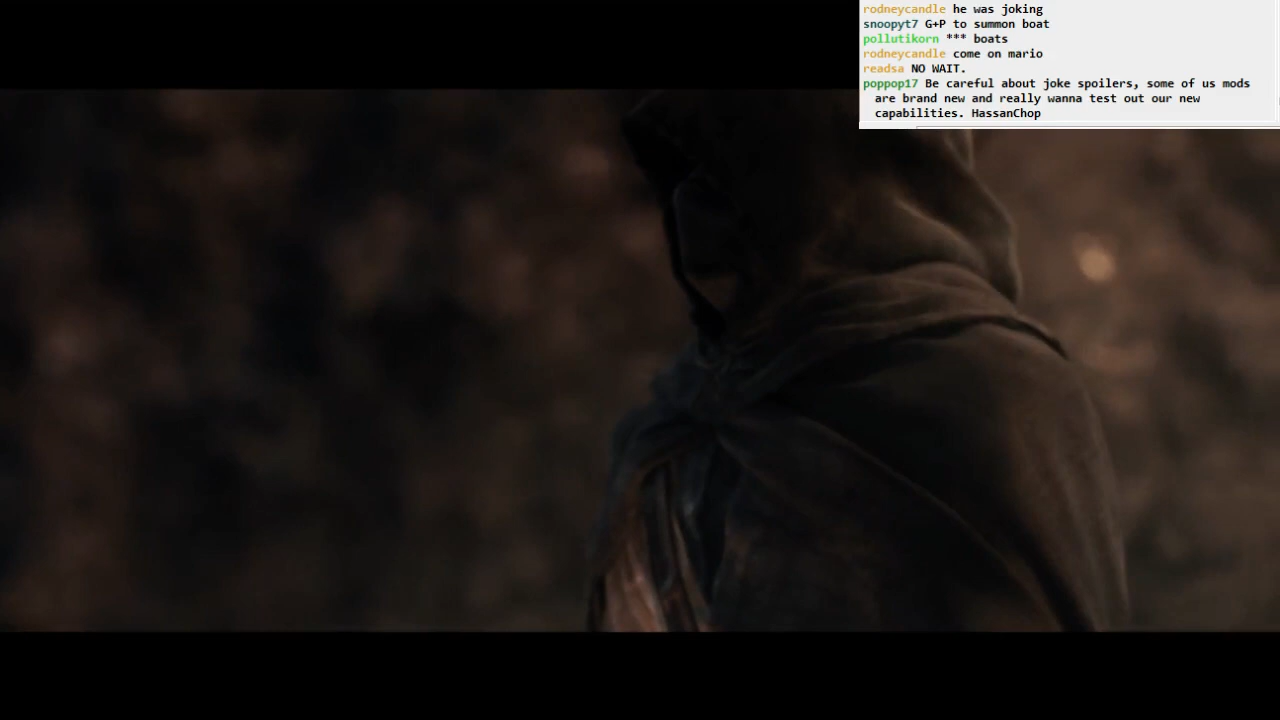 rodneycandle he was joking
snoopyt7 G+P to summon boat
pollutikorn *** boats
rodneycandle come on mario
readsa NO WAIT.
poppop17 Be careful about joke spoilers, some of us mods
are brand new and really wanna test out our new
capabilities. HassanChop